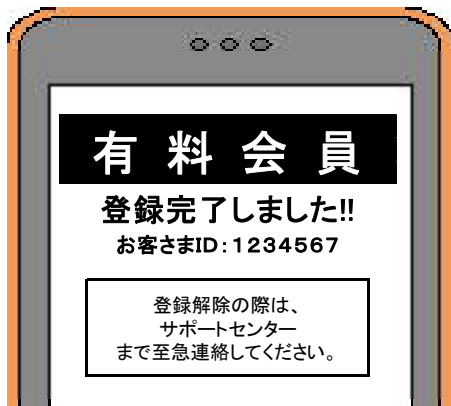 有料会員
登録完了しました!!
お客さまID:1234567
登録解除の際は、
サポートセンター
まで至急連絡してください。